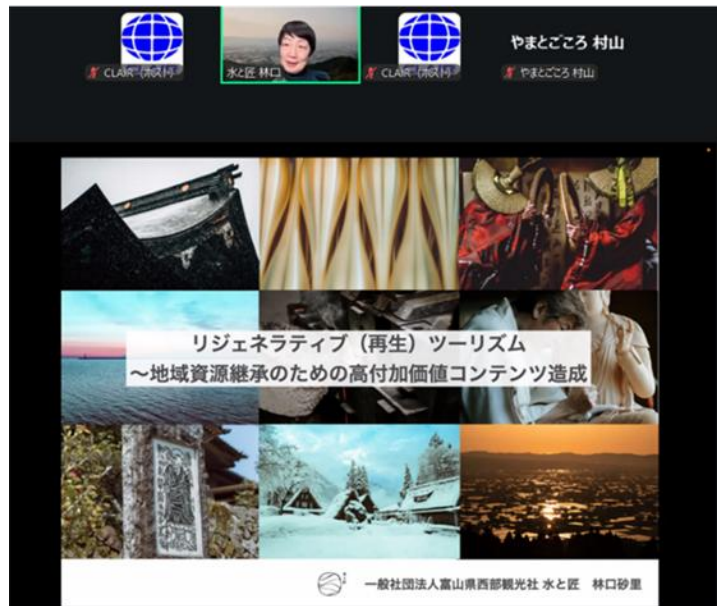 やまとごころ 村山
CLAIR（ホスト）
水と匠 林口
CLAIR（ホスト）
やまとごころ 村山
リジェネラティブ（再生）ツーリズム
～地域資源継承のための高付加価値コンテンツ造成
一般社団法人富山県西部観光社 水と匠　林口砂里